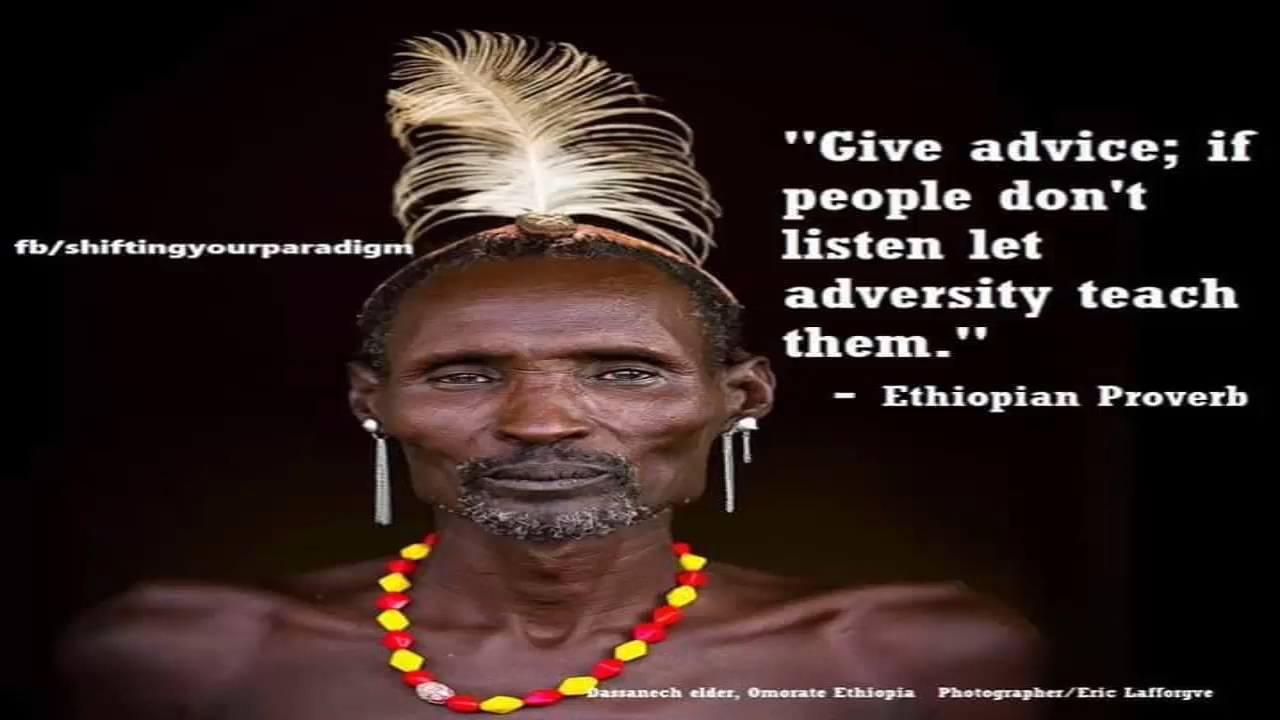 "Give advice; if
people don't
listen let
adversity teach
them."
- Ethiopian Proverb
fb/shiftingyourparadigm
Dassanech elder, Omorate Ethiopia Photographer/Eric Lafforgve